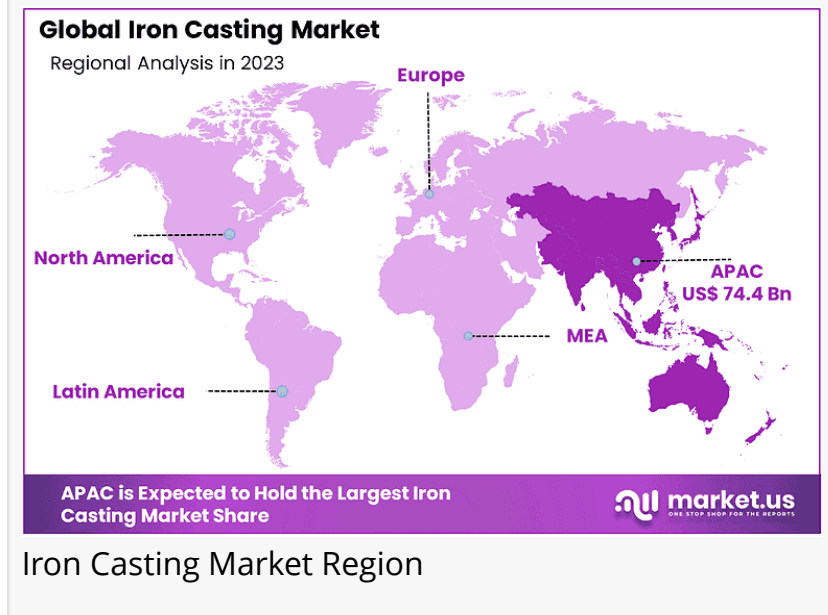 Global Iron Casting Market
Regional Analysis in 2023
Europe
North America
APAC
US$ 74.4 Bn
MEA
Latin America
APAC is Expected to Hold the Largest Iron
Casting Market Share
market.us
ONE STOP SHOP FOR THE REPORTS
Iron Casting Market Region